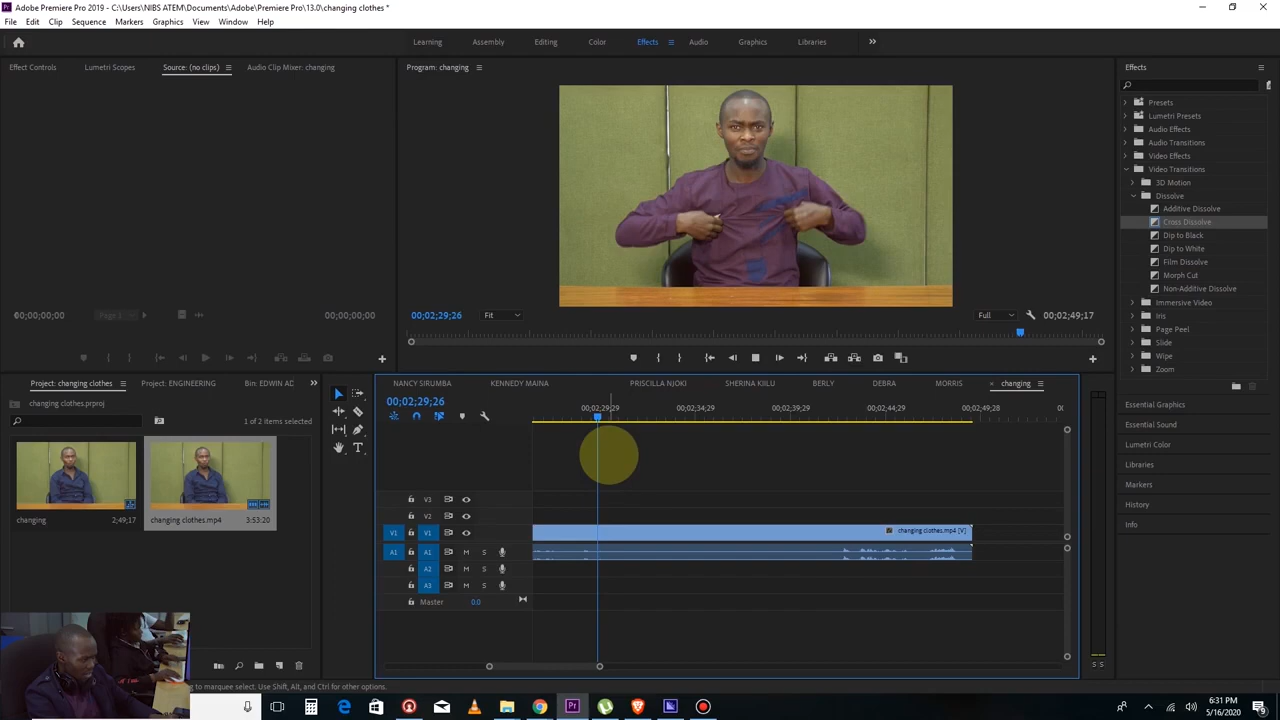 Adobe Premiere Pro 2019 - C:\Users\NIBS ATEM\Documents\Adobe\Premiere Pro\13.0\changing clothes *
File Edit Clip Sequence Markers Graphics View Window Help
Learning Assembly Editing Color Effects Audio Graphics Libraries
Effect Controls Lumetri Scopes Source: (no clips) Audio Clip Mixer: changing
Program: changing
Effects
Presets
Lumetri Presets
Audio Effects
Audio Transitions
Video Effects
Video Transitions
3D Motion
Dissolve
Additive Dissolve
Cross Dissolve
Dip to Black
Dip to White
Film Dissolve
Morph Cut
Non-Additive Dissolve
Immersive Video
Iris
Page Peel
Slide
Wipe
Zoom
00;00;00;00 Page 1 00;00;00;00
00;02;29;26 Fit Full 00;02;49;17
Project: changing clothes Project: ENGINEERING Bin: EDWIN AD
changing clothes.prproj
1 of 2 items selected
changing 2;49;17
changing clothes.mp4 3:53:20
NANCY SIRUMBA KENNEDY MAINA PRISCILLA NJOKI SHERINA KIILU BERLY DEBRA MORRIS changing
00;02;29;26
00;02;29;29 00;02;34;29 00;02;39;29 00;02;44;29 00;02;49;28 00
V3
V2
V1 V1 changing clothes.mp4 [V]
A1 A1 M S
A2 M S
A3 M S
Master 0.0
S S
Essential Graphics
Essential Sound
Lumetri Color
Libraries
Markers
History
Info
to marquee select. Use Shift, Alt, and Ctrl for other options.
6:31 PM
5/16/2020